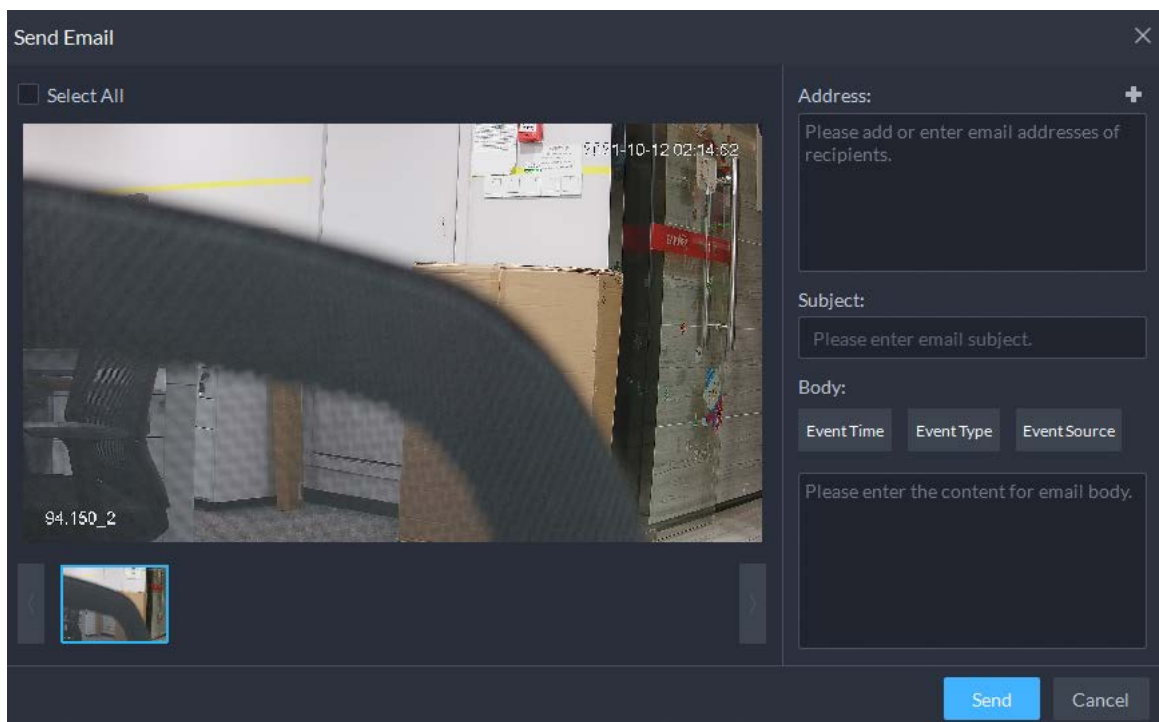 Send Email
Select All
2021-10-12 02:14:52
94.150_2
Address:
Please add or enter email addresses of
recipients.
Subject:
Please enter email subject.
Body:
Event Time
Event Type
Event Source
Please enter the content for email body.
Send
Cancel